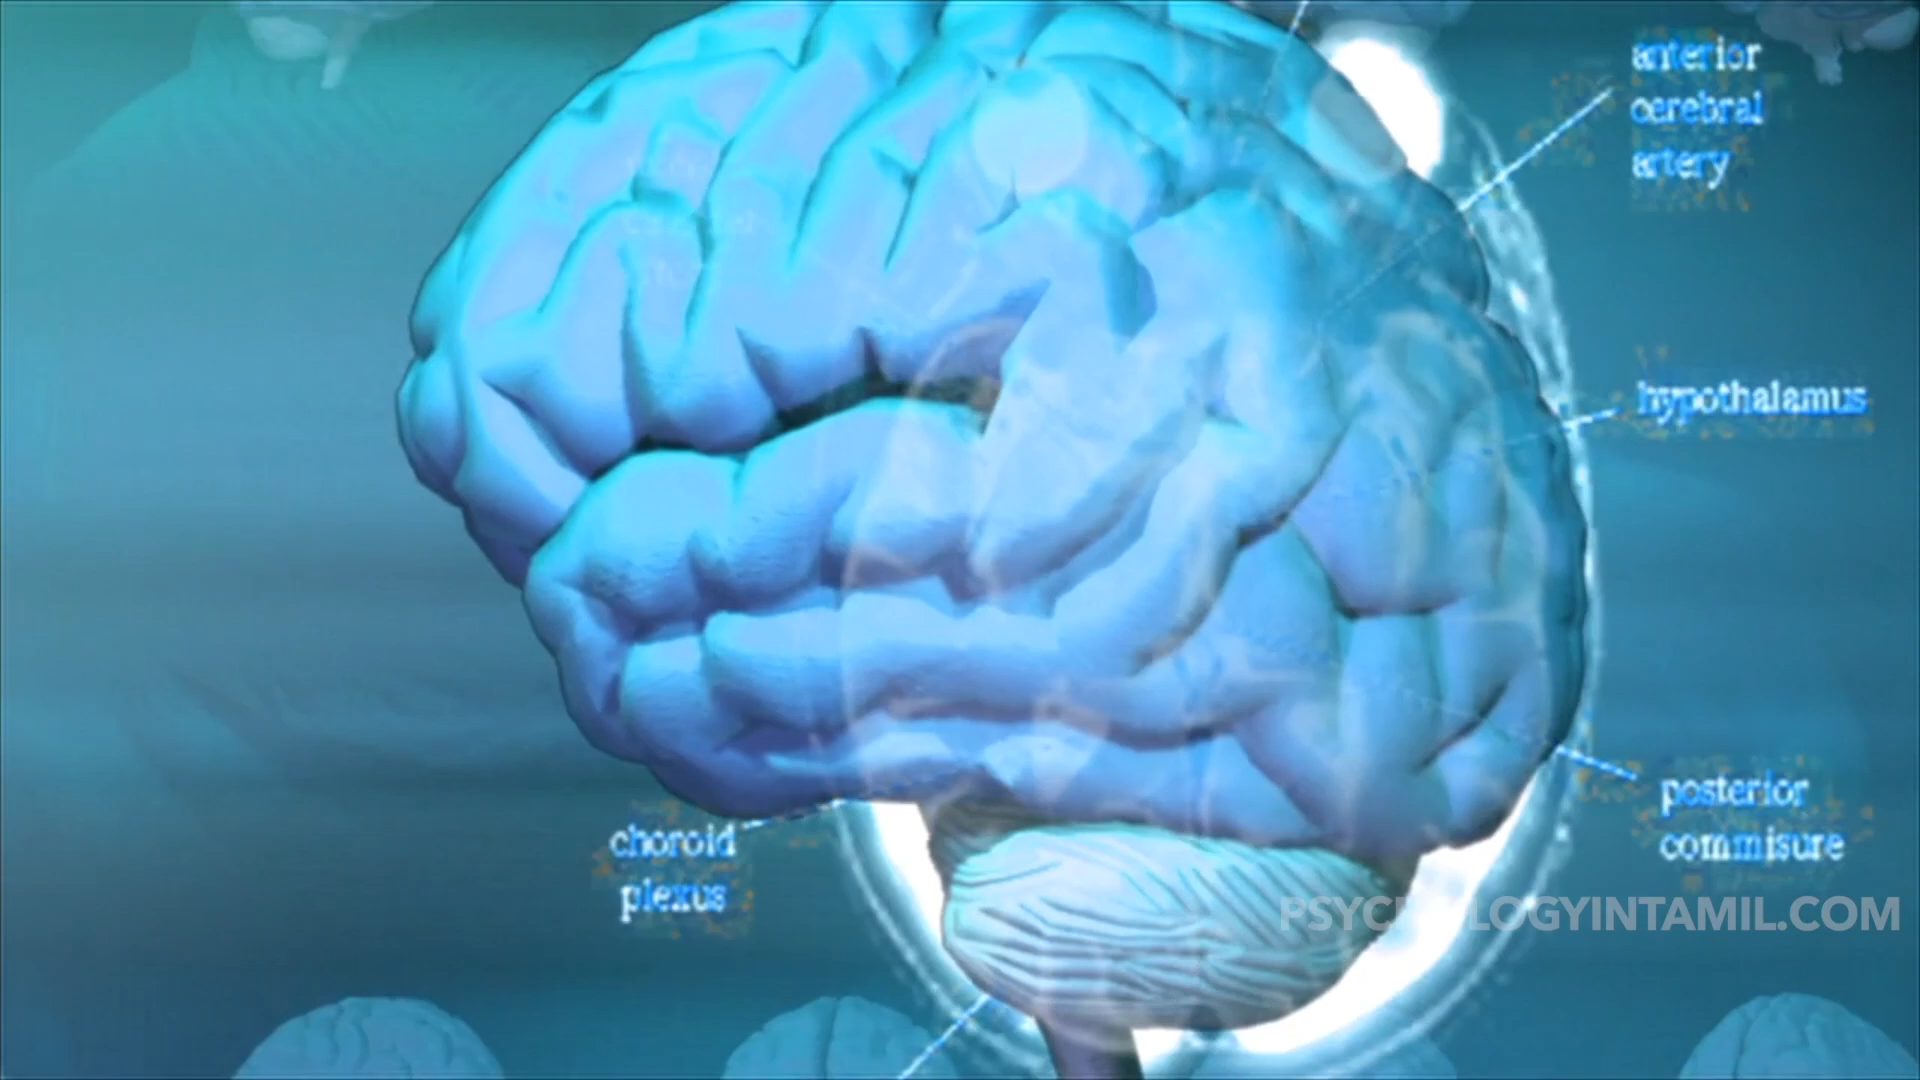 anterior
cerebral
artery
hypothalamus
posterior
commisure
choroid
plexus
PSYCHOLOGYINTAMIL.COM